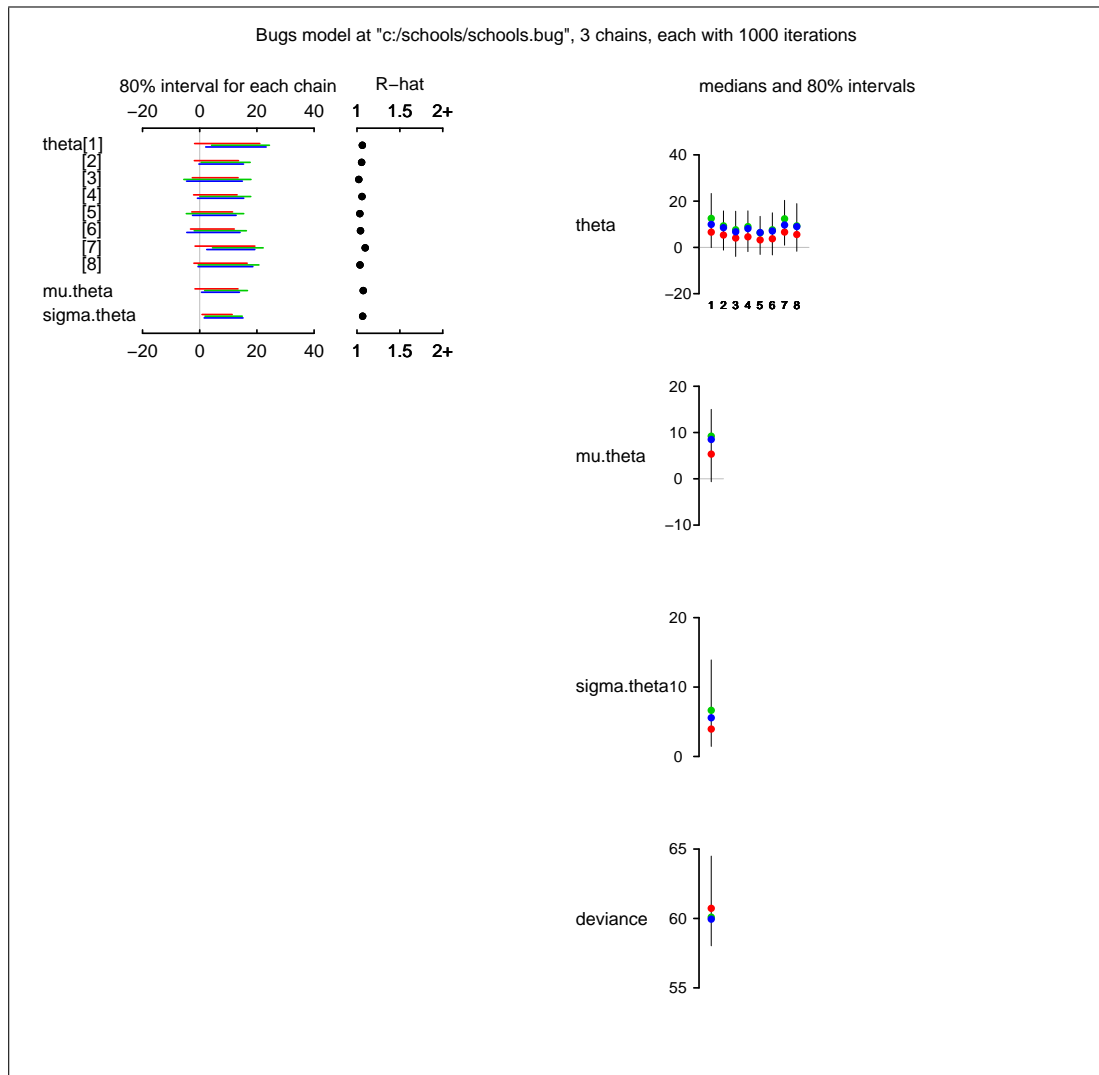 Bugs model at "c:/schools/schools.bug", 3 chains, each with 1000 iterations
80% interval for each chain
R−hat
−20 0 20 40
1 1.5 2+
theta[1]
[2]
[3]
[4]
[5]
[6]
[7]
[8]
mu.theta
sigma.theta
−20 0 20 40
1 1.5 2+
medians and 80% intervals
theta
40
20
0
−20
1 2 3 4 5 6 7 8
mu.theta
20
10
0
−10
sigma.theta
20
10
0
deviance
65
60
55